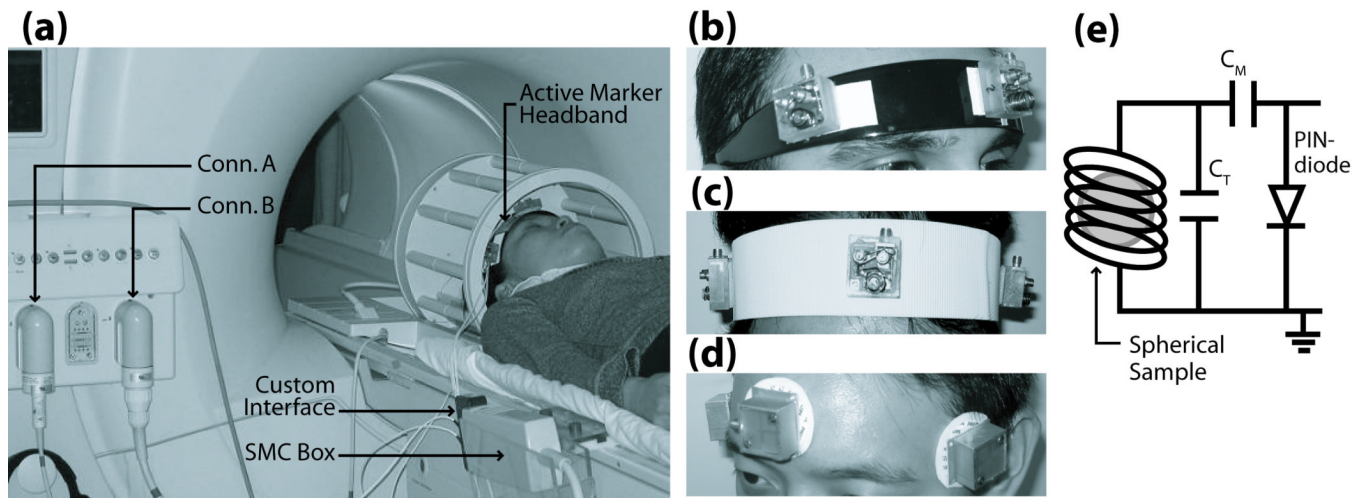 (a)
Active Marker
Headband
Conn. A
Conn. B
Custom
Interface
SMC Box
(b)
(c)
(d)
(e)
C_M
PIN-
diode
C_T
Spherical
Sample